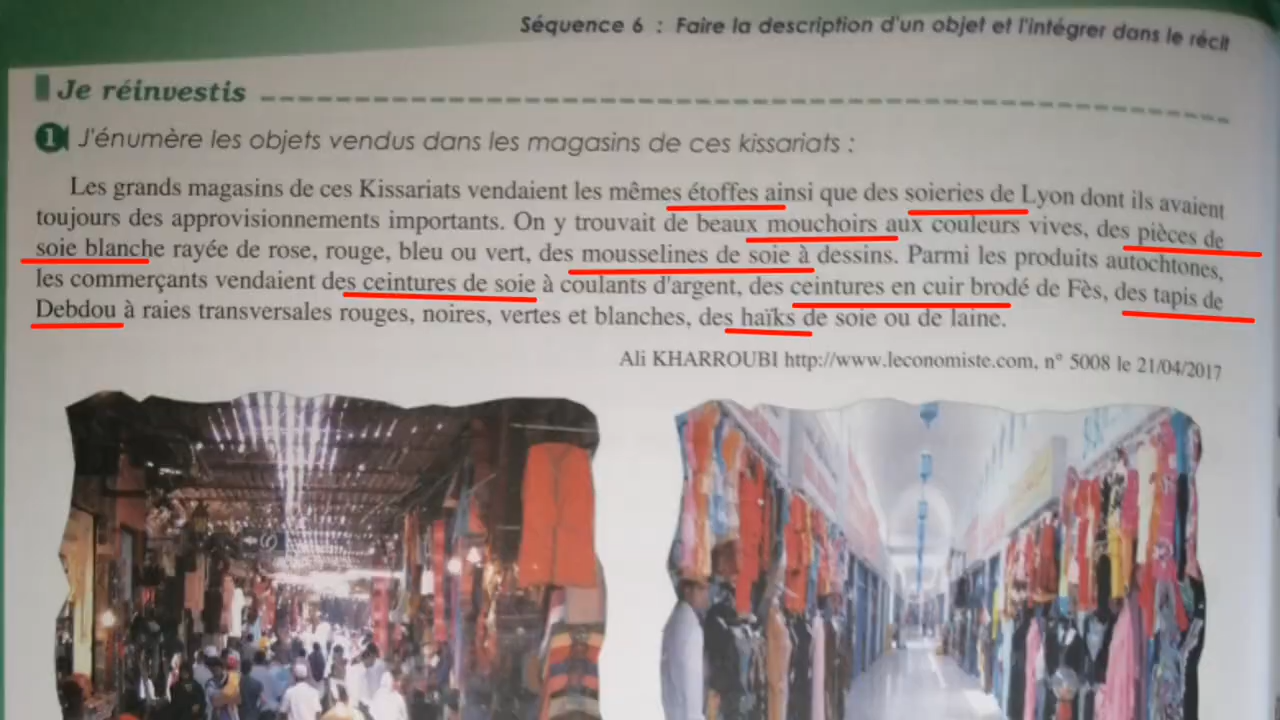 Séquence 6 : Faire la description d'un objet et l'intégrer dans le récit
Je réinvestis
1 J'énumère les objets vendus dans les magasins de ces kissariats :
Les grands magasins de ces Kissariats vendaient les mêmes étoffes ainsi que des soieries de Lyon dont ils avaient
toujours des approvisionnements importants. On y trouvait de beaux mouchoirs aux couleurs vives, des pièces de
soie blanche rayée de rose, rouge, bleu ou vert, des mousselines de soie à dessins. Parmi les produits autochtones,
les commerçants vendaient des ceintures de soie à coulants d'argent, des ceintures en cuir brodé de Fès, des tapis de
Debdou à raies transversales rouges, noires, vertes et blanches, des haïks de soie ou de laine.
Ali KHARROUBI http://www.leconomiste.com, n° 5008 le 21/04/2017